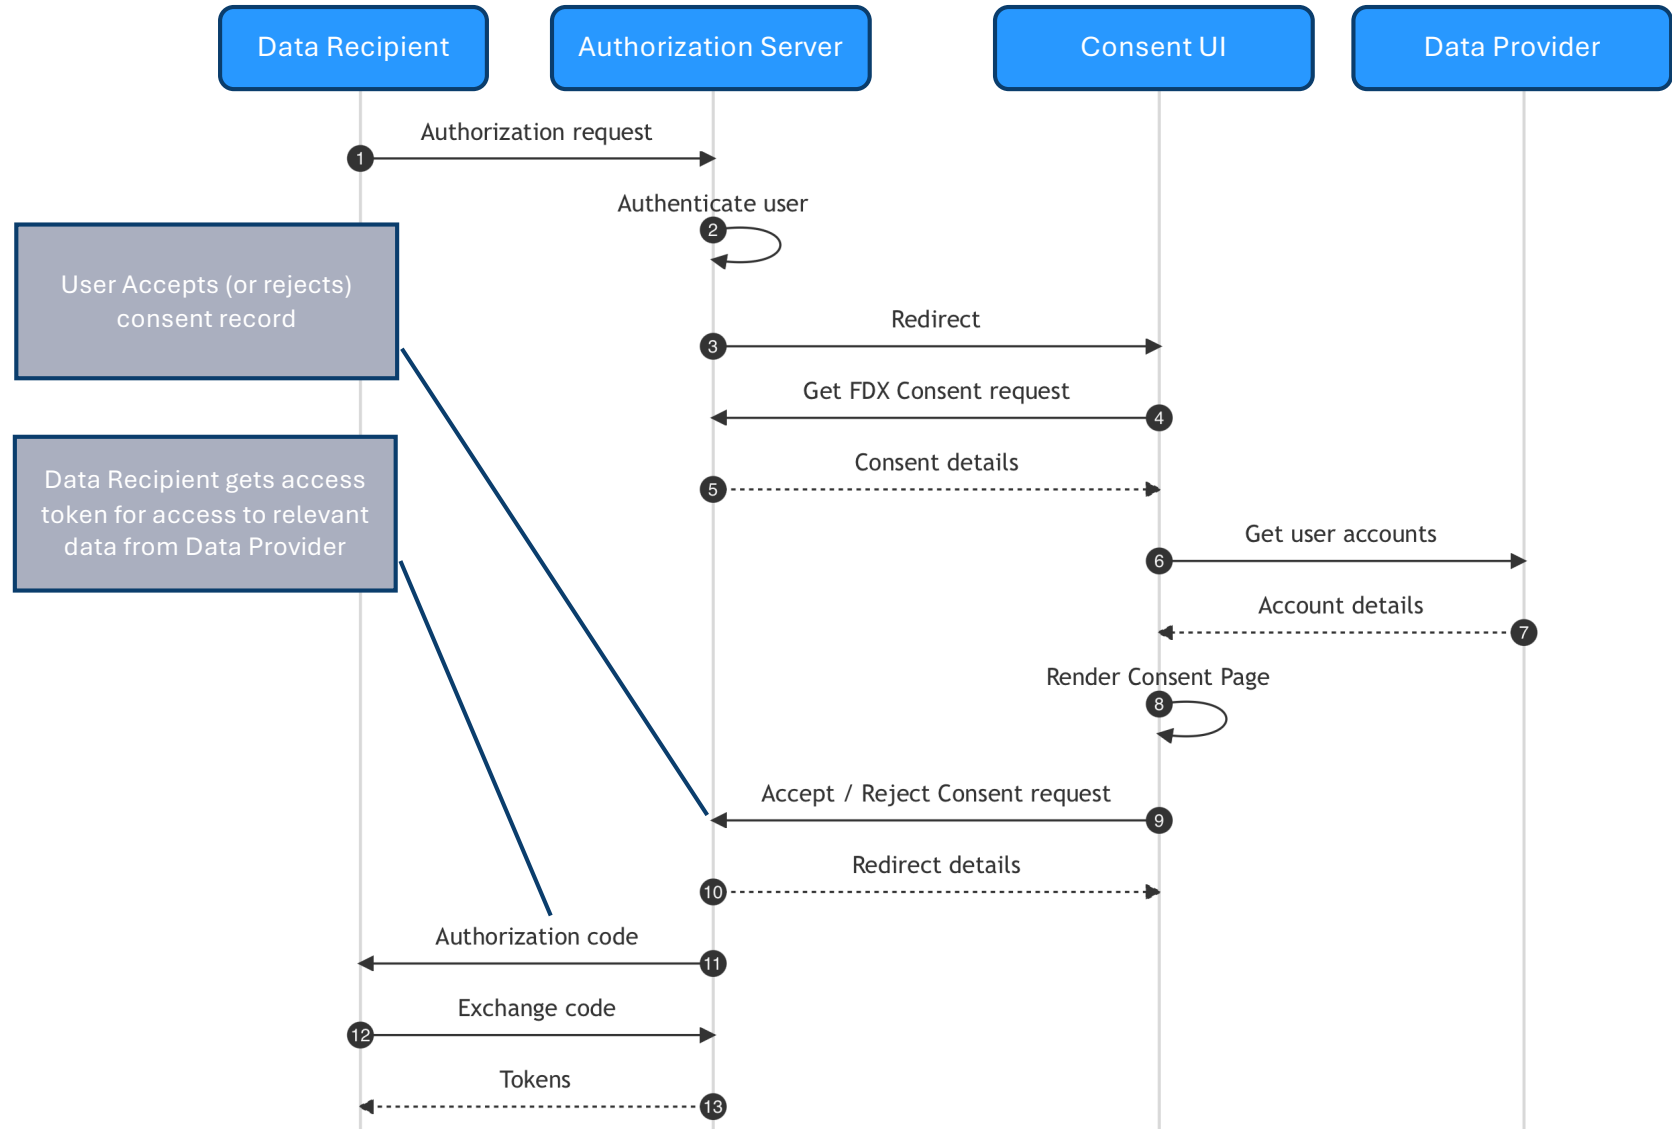 Data Recipient
Authorization Server
Consent UI
Data Provider
Authorization request
1
Authenticate user
2
User Accepts (or rejects)
consent record
Redirect
3
Get FDX Consent request
4
Data Recipient gets access
token for access to relevant
data from Data Provider
Consent details
5
Get user accounts
6
Account details
7
Render Consent Page
8
Accept / Reject Consent request
9
Redirect details
10
Authorization code
11
Exchange code
12
Tokens
13